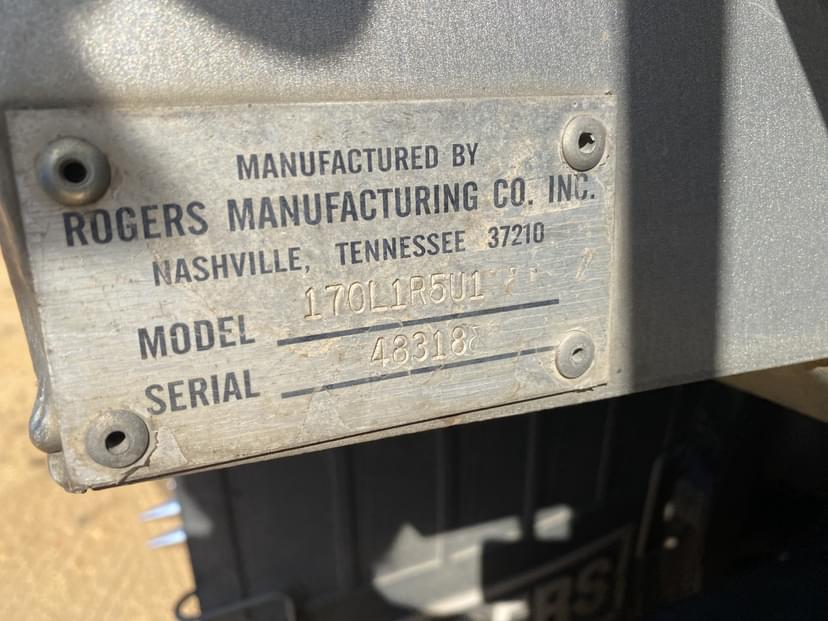 MANUFACTURED BY
ROGERS MANUFACTURING CO. INC.
NASHVILLE, TENNESSEE 37210
MODEL 170L1R5U1
SERIAL 48318